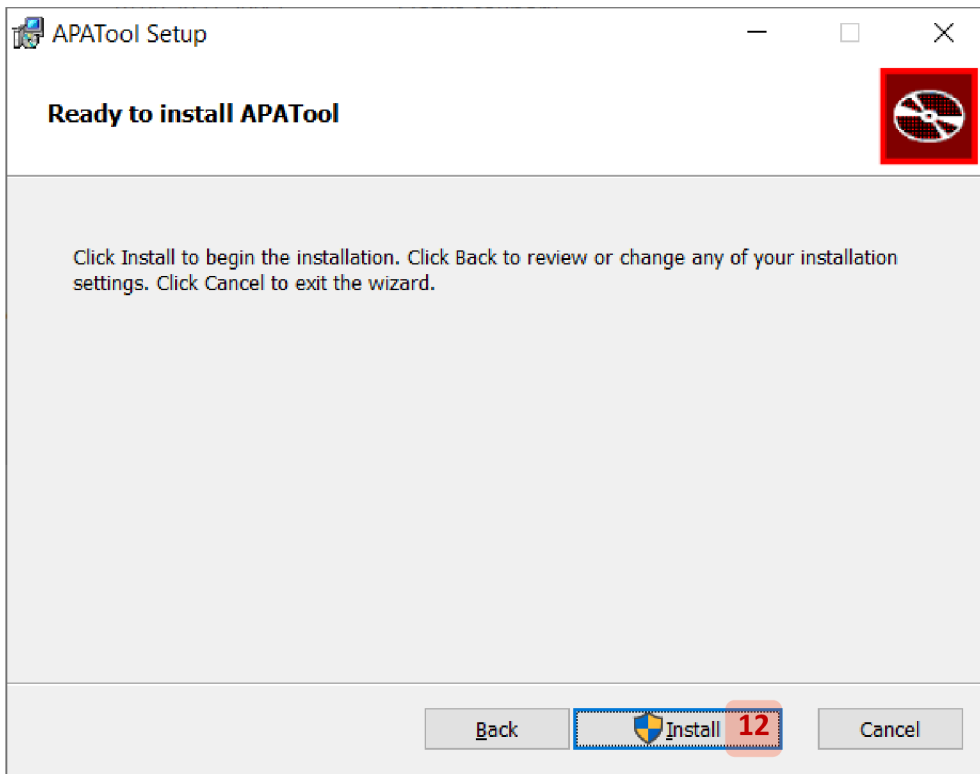 APATool Setup
Ready to install APATool
Click Install to begin the installation. Click Back to review or change any of your installation
settings. Click Cancel to exit the wizard.
Back Install 12 Cancel